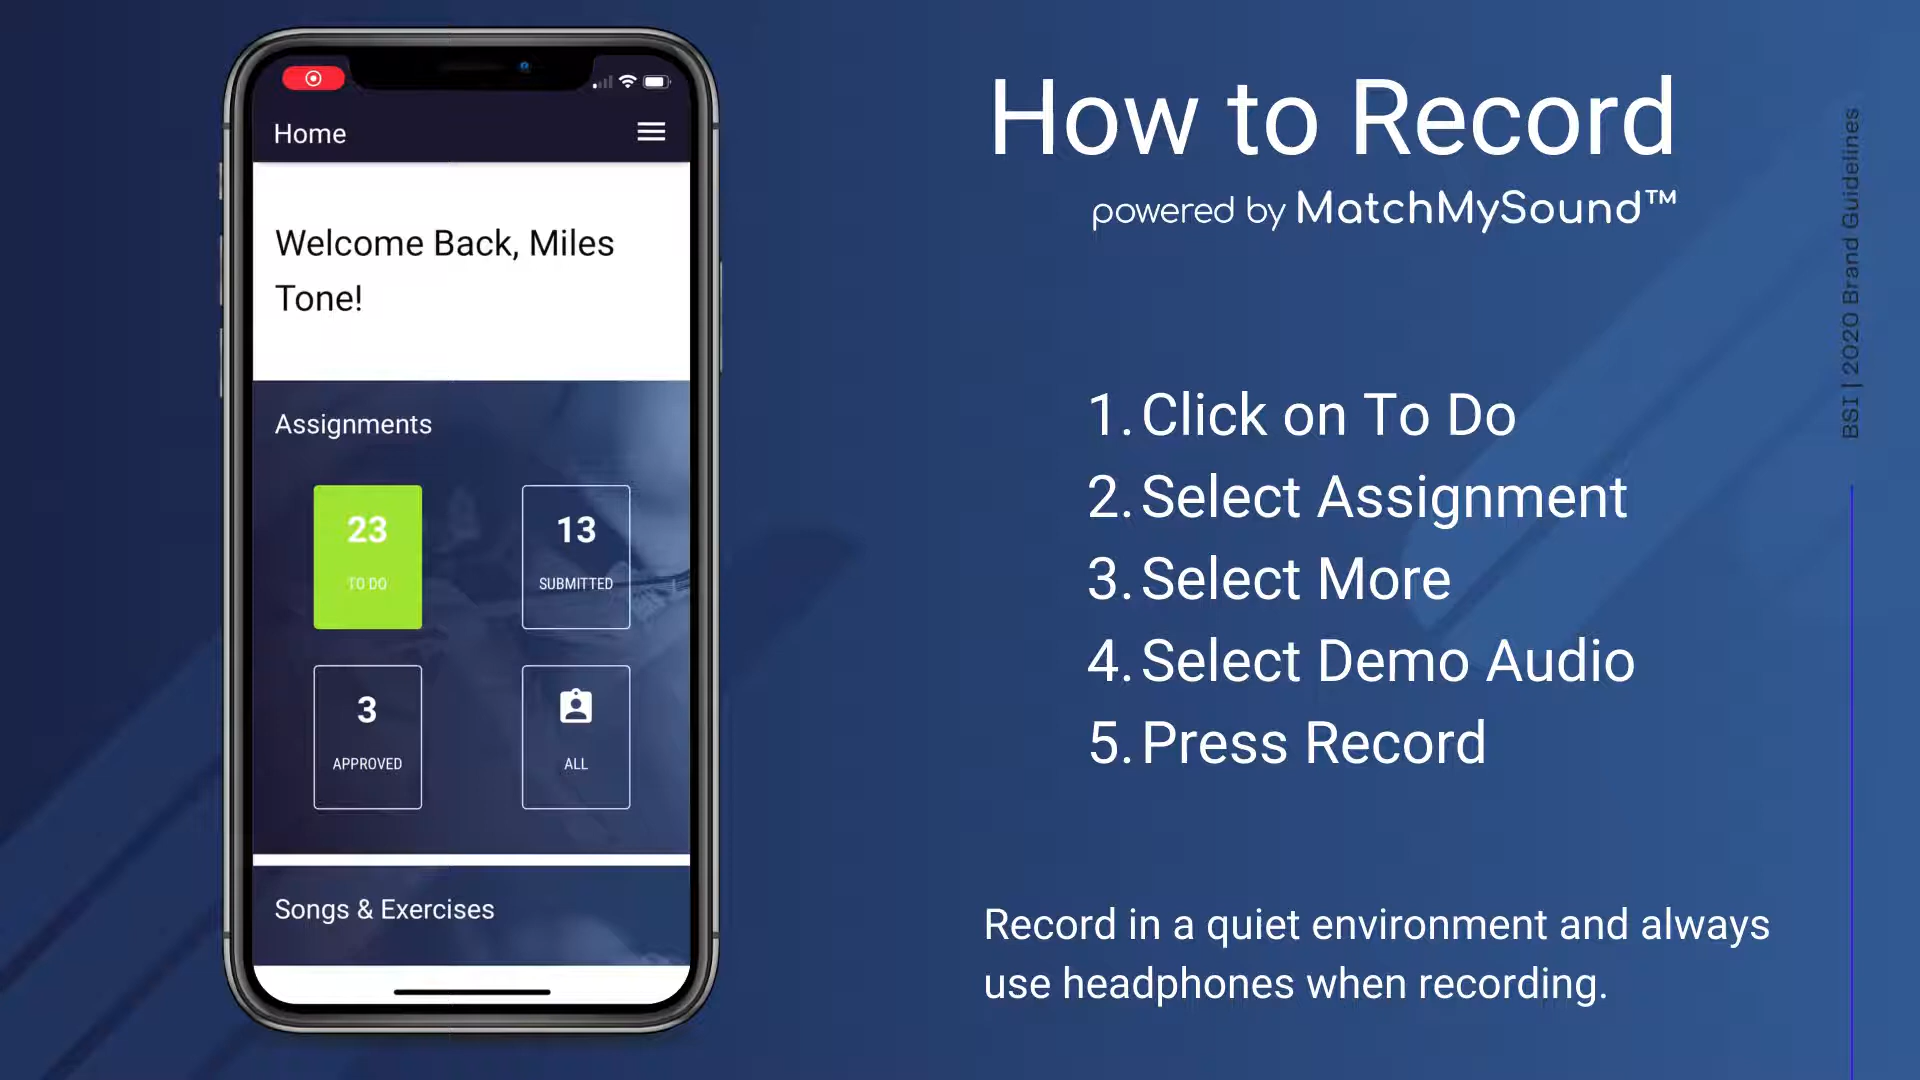 Home
Welcome Back, Miles
Tone!
Assignments
23
TO DO
13
SUBMITTED
3
APPROVED
ALL
Songs & Exercises
How to Record
powered by MatchMySound™
1. Click on To Do
2. Select Assignment
3. Select More
4. Select Demo Audio
5. Press Record
Record in a quiet environment and always
use headphones when recording.
BSI | 2020 Brand Guidelines